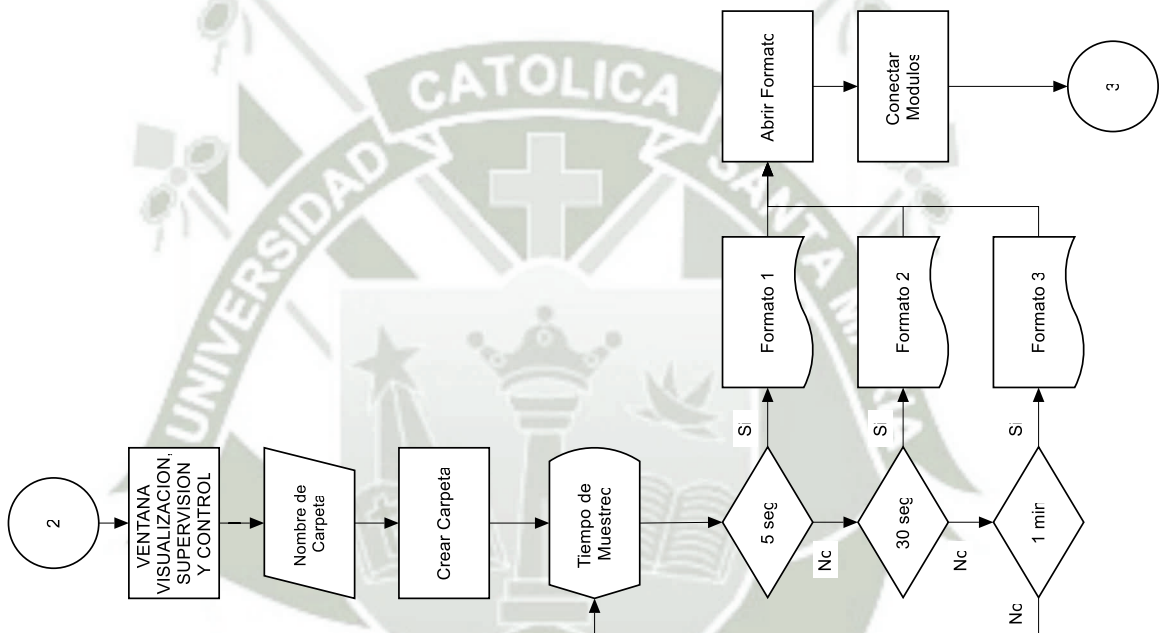 2
VENTANA
VISUALIZACION,
SUPERVISION
Y CONTROL
Nombre de
Carpeta
Crear Carpeta
Tiempo de
Muestreo
5 seg
Si
No
Formato 1
30 seg
Si
No
Formato 2
1 min
Si
No
Formato 3
Abrir Formato
Conectar
Modulos
3
UNIVERSIDAD
CATOLICA
SANTA M